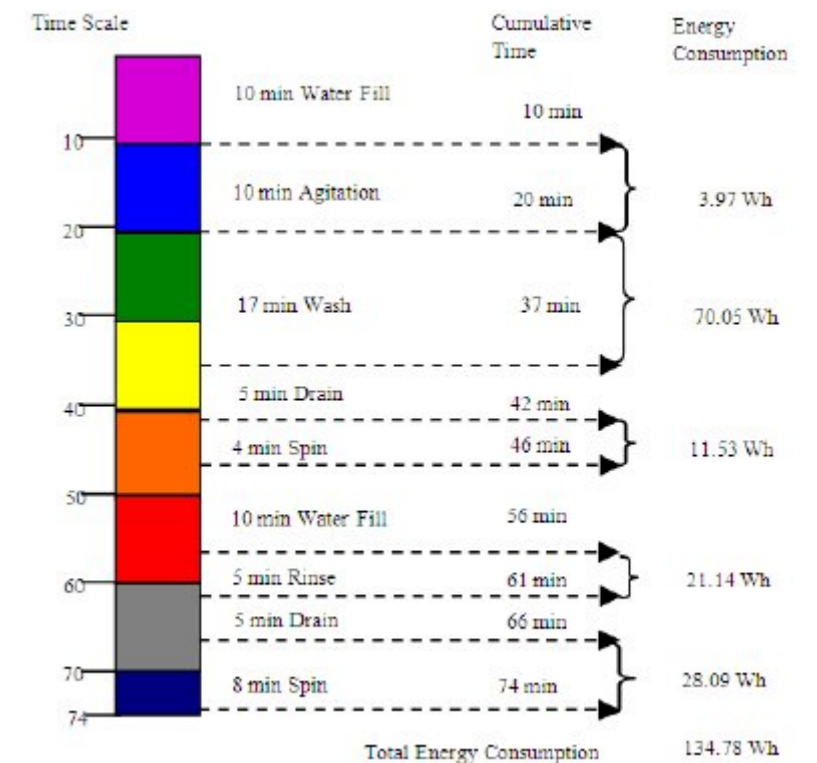 Time Scale
Cumulative
Time
Energy
Consumption
10 min Water Fill
10 min
10
10 min Agitation
20 min
3.97 Wh
20
17 min Wash
37 min
70.05 Wh
30
5 min Drain
42 min
40
4 min Spin
46 min
11.53 Wh
50
10 min Water Fill
56 min
60
5 min Rinse
61 min
21.14 Wh
5 min Drain
66 min
70
8 min Spin
74 min
28.09 Wh
74
Total Energy Consumption
134.78 Wh